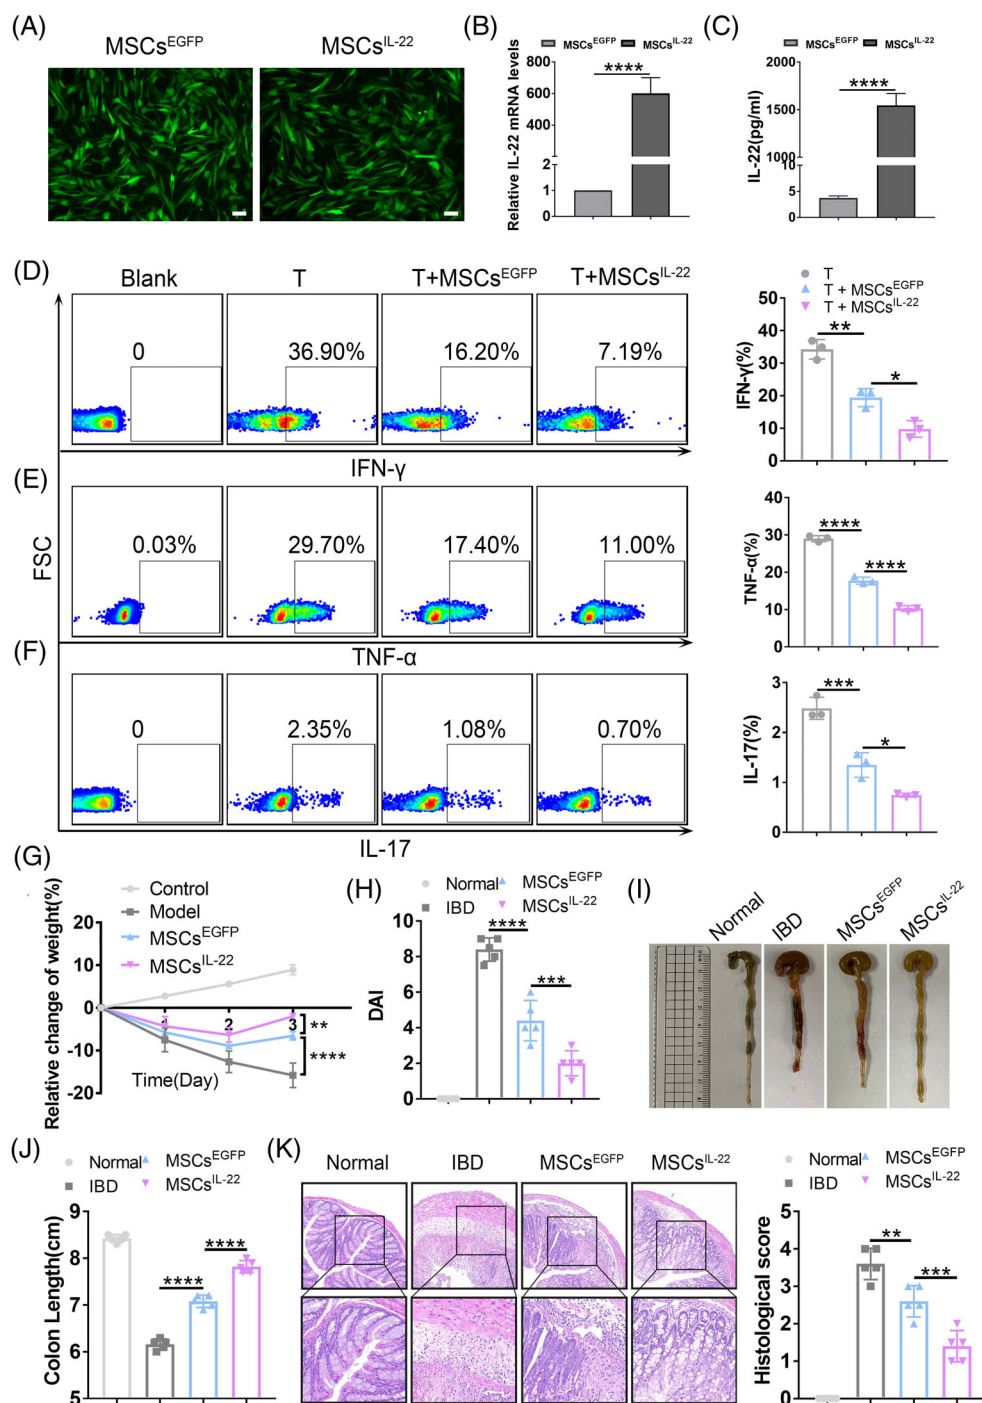 (A)
MSCsEGFP
MSCsIL-22
(B)
MSCsEGFP
MSCsIL-22
Relative IL-22 mRNA levels
800
600
400
2
1
0
****
(C)
MSCsEGFP
MSCsIL-22
IL-22(pg/ml)
2000
1500
1000
10
5
0
****
(D)
Blank
T
T+MSCsEGFP
T+MSCsIL-22
0
36.90%
16.20%
7.19%
IFN-γ
T
T + MSCsEGFP
T + MSCsIL-22
IFN-γ(%)
50
40
30
20
10
0
**
*
(E)
FSC
0.03%
29.70%
17.40%
11.00%
TNF-α
TNF-α(%)
40
30
20
10
0
****
****
(F)
0
2.35%
1.08%
0.70%
IL-17
IL-17(%)
3
2
1
0
***
*
(G)
Control
Model
MSCsEGFP
MSCsIL-22
Relative change of weight(%)
20
10
0
-10
-20
1
2
3
Time(Day)
**
****
(H)
Normal
MSCsEGFP
IBD
MSCsIL-22
DAI
10
8
6
4
2
0
****
***
(I)
Normal
IBD
MSCsEGFP
MSCsIL-22
(J)
Normal
MSCsEGFP
IBD
MSCsIL-22
Colon Length(cm)
9
8
7
6
5
****
****
(K)
Normal
IBD
MSCsEGFP
MSCsIL-22
Normal
MSCsEGFP
IBD
MSCsIL-22
Histological score
5
4
3
2
1
0
**
***